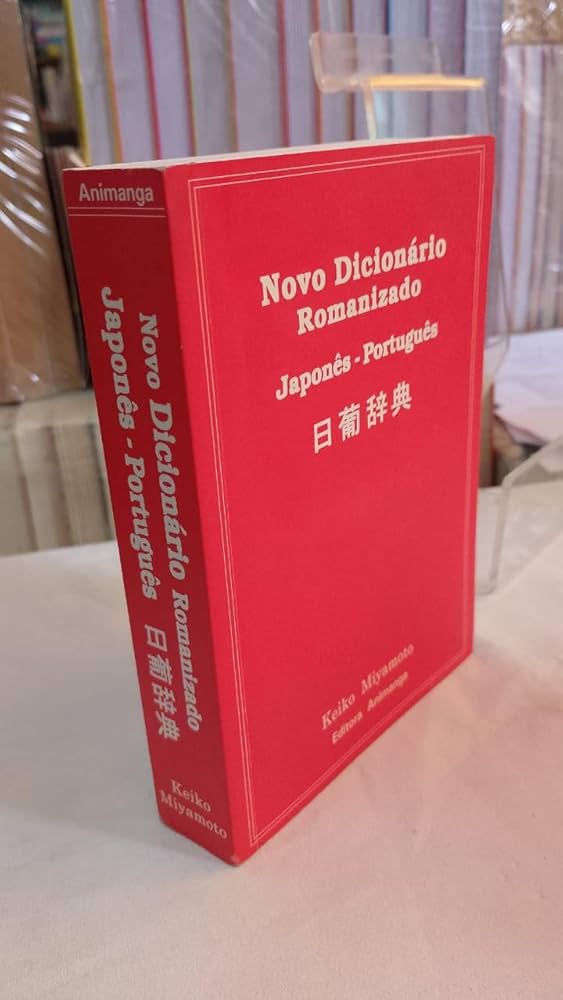 Animanga
Novo Dicionário Romanizado
Japonês - Português 日葡辞典
Keiko
Miyamoto
Novo Dicionário
Romanizado
Japonês - Português
日葡辞典
Keiko Miyamoto
Editora Animanga